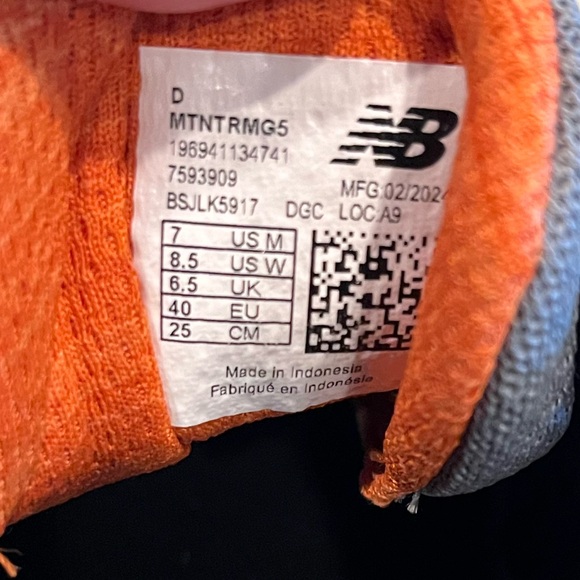 D
MTNTRMG5
196941134741
7593909
MFG:02/2024
BSJLK5917 DGC LOC:A9
NB
7 US M
8.5 US W
6.5 UK
40 EU
25 CM
Made in Indonesia
Fabriqué en Indonésie